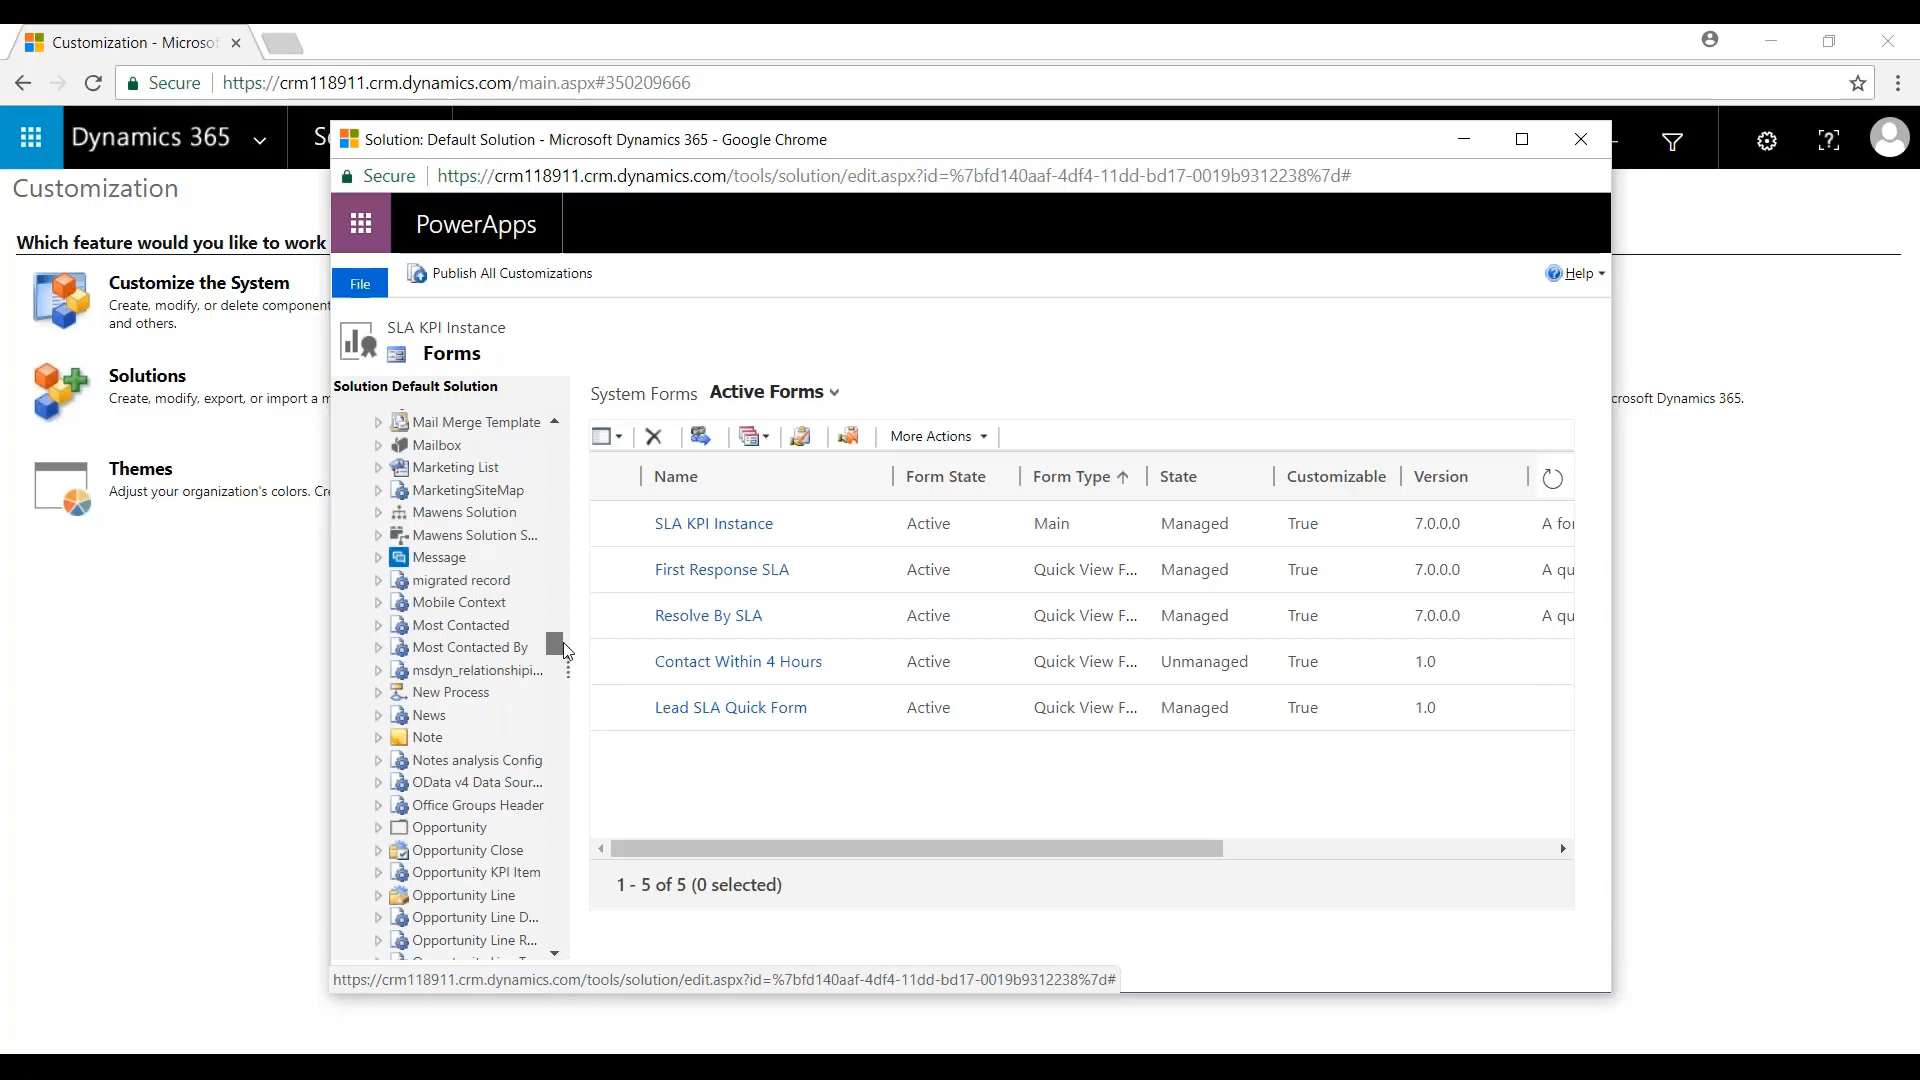 Customization - Microsof
Secure https://crm118911.crm.dynamics.com/main.aspx#350209666
Dynamics 365
Se
Customization
Which feature would you like to work
Customize the System
Create, modify, or delete component
and others.
Solutions
Create, modify, export, or import a m
crosoft Dynamics 365.
Themes
Adjust your organization's colors. Cre
Solution: Default Solution - Microsoft Dynamics 365 - Google Chrome
Secure https://crm118911.crm.dynamics.com/tools/solution/edit.aspx?id=%7bfd140aaf-4df4-11dd-bd17-0019b9312238%7d#
PowerApps
File
Publish All Customizations
Help
SLA KPI Instance
Forms
Solution Default Solution
Mail Merge Template
Mailbox
Marketing List
MarketingSiteMap
Mawens Solution
Mawens Solution S...
Message
migrated record
Mobile Context
Most Contacted
Most Contacted By
msdyn_relationshipi...
New Process
News
Note
Notes analysis Config
OData v4 Data Sour...
Office Groups Header
Opportunity
Opportunity Close
Opportunity KPI Item
Opportunity Line
Opportunity Line D...
Opportunity Line R...
System Forms Active Forms
More Actions
Name Form State Form Type State Customizable Version
SLA KPI Instance Active Main Managed True 7.0.0.0 A for
First Response SLA Active Quick View F... Managed True 7.0.0.0 A qu
Resolve By SLA Active Quick View F... Managed True 7.0.0.0 A qu
Contact Within 4 Hours Active Quick View F... Unmanaged True 1.0
Lead SLA Quick Form Active Quick View F... Managed True 1.0
1 - 5 of 5 (0 selected)
https://crm118911.crm.dynamics.com/tools/solution/edit.aspx?id=%7bfd140aaf-4df4-11dd-bd17-0019b9312238%7d#